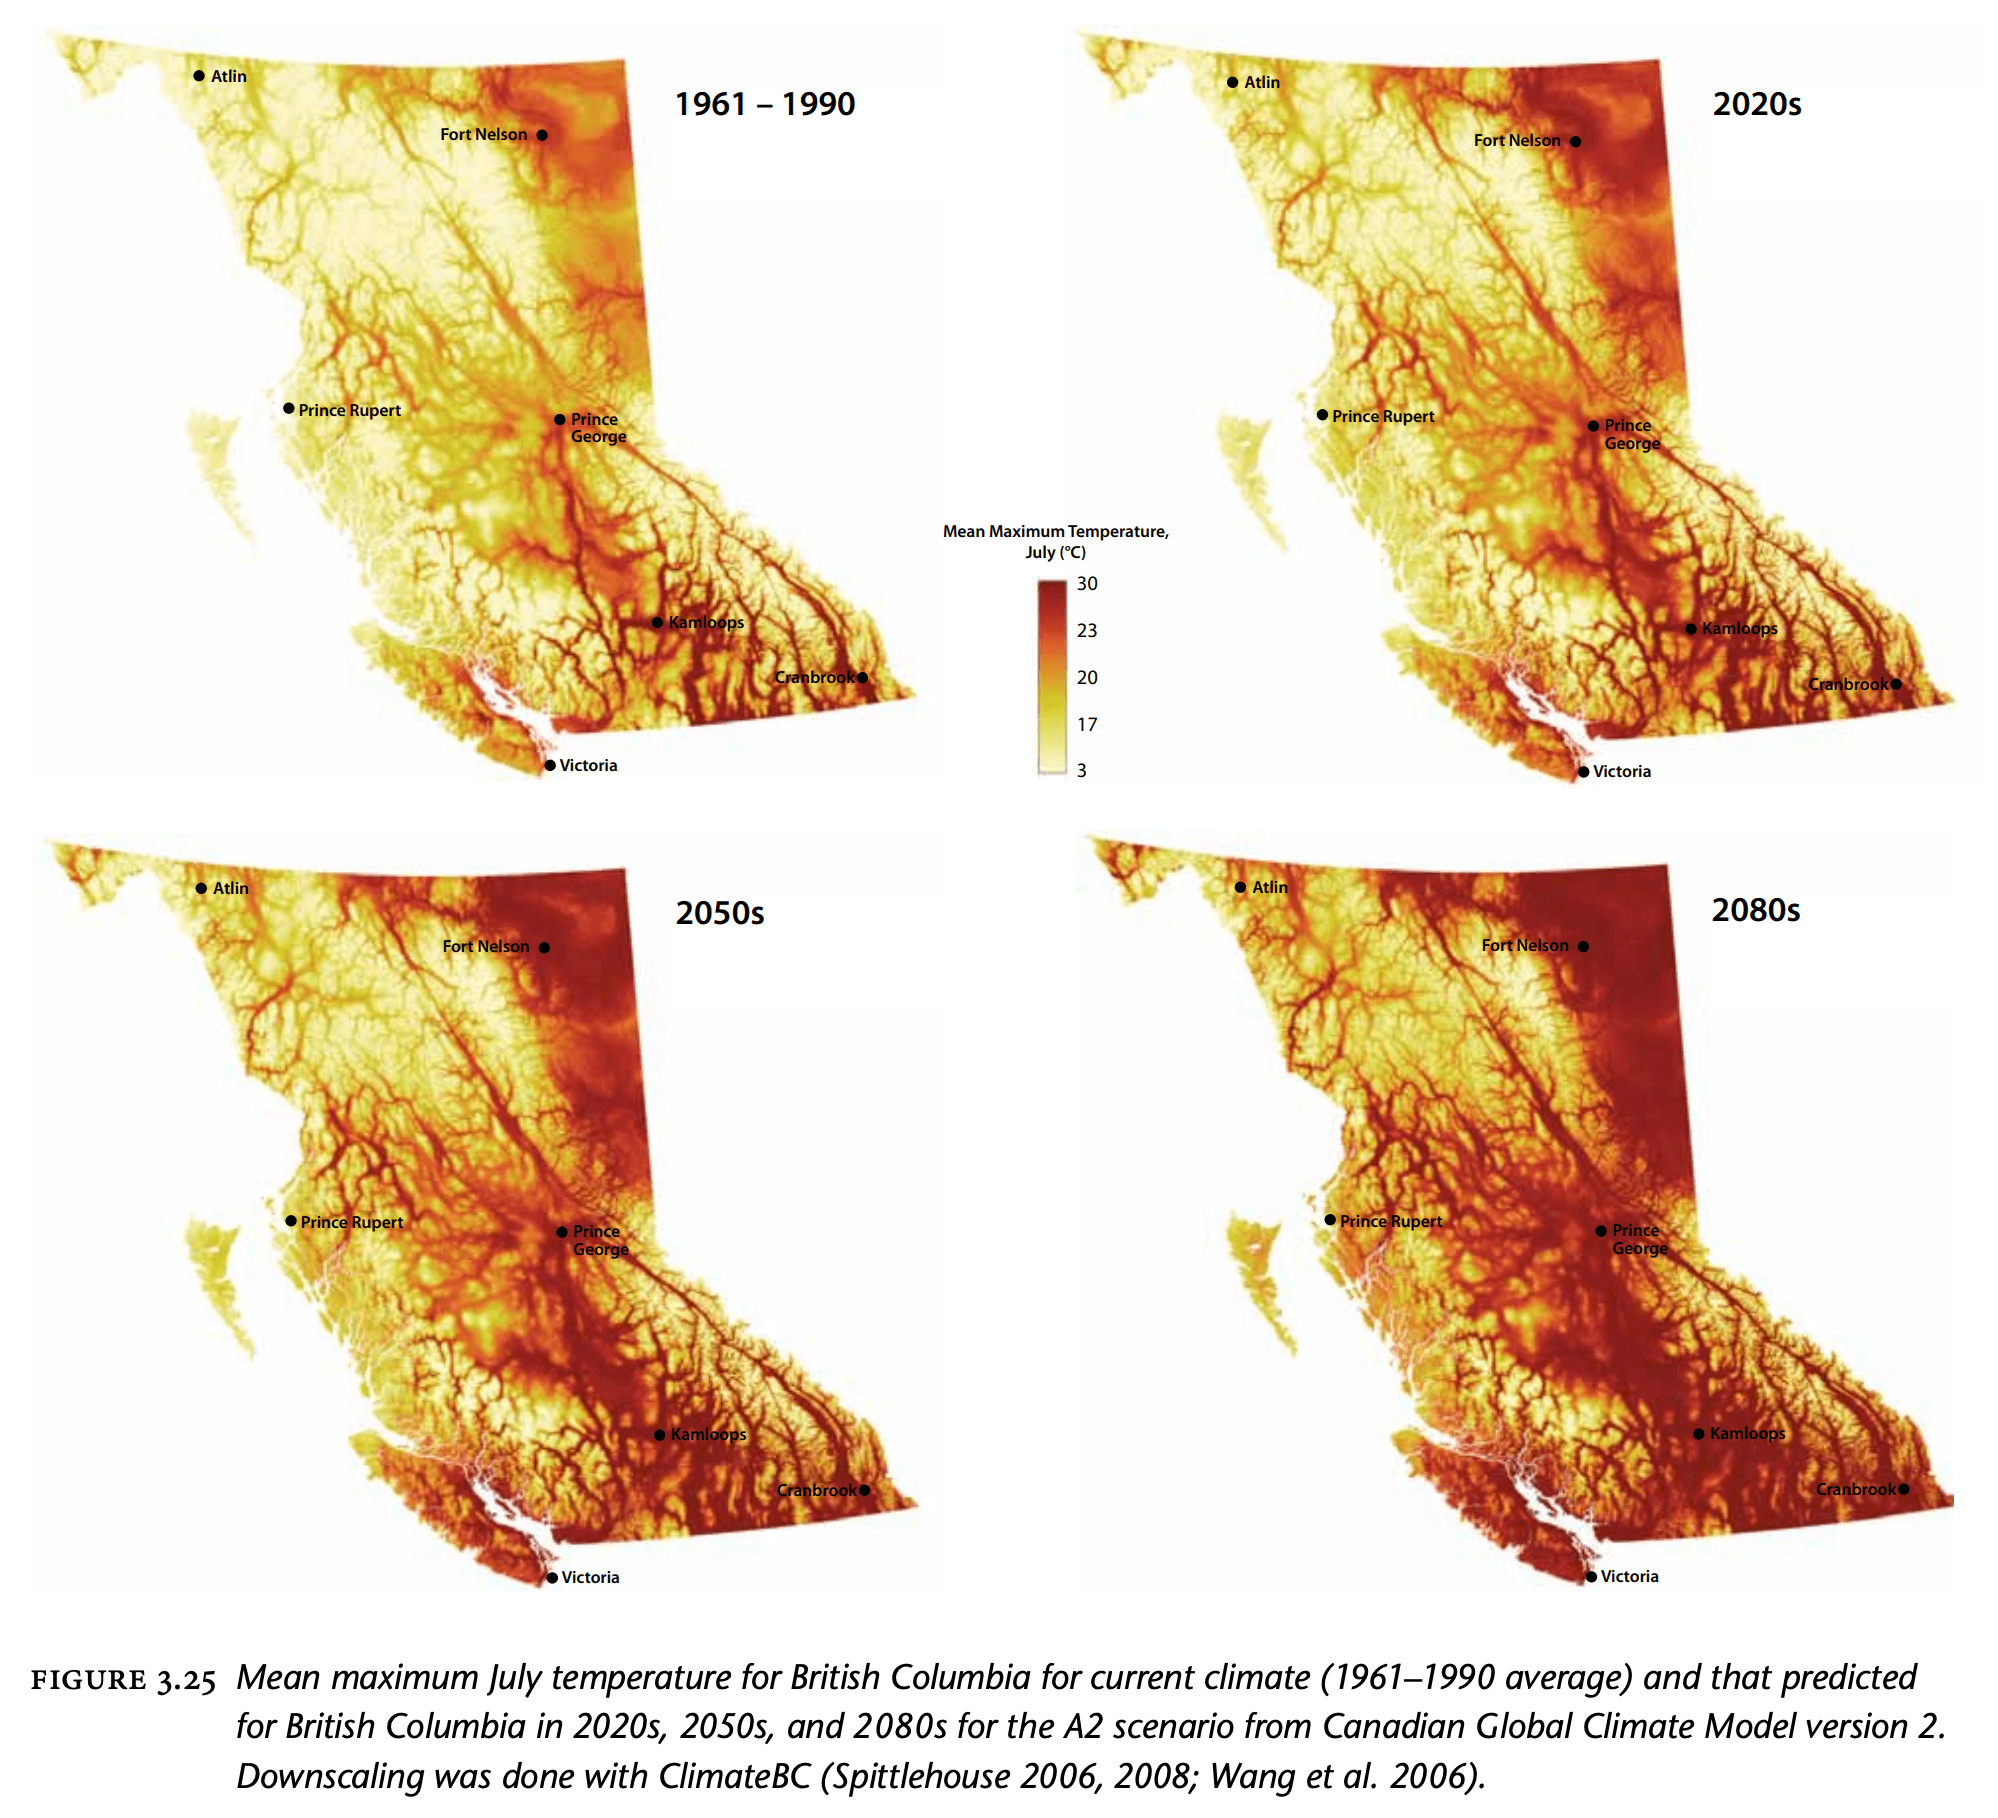 Atlin
1961 – 1990
Fort Nelson
Prince Rupert
Prince
George
Kamloops
Cranbrook
Victoria
Atlin
2020s
Fort Nelson
Prince Rupert
Prince
George
Kamloops
Cranbrook
Victoria
Mean Maximum Temperature,
July (°C)
30
23
20
17
3
Atlin
2050s
Fort Nelson
Prince Rupert
Prince
George
Kamloops
Cranbrook
Victoria
Atlin
2080s
Fort Nelson
Prince Rupert
Prince
George
Kamloops
Cranbrook
Victoria
FIGURE 3.25 Mean maximum July temperature for British Columbia for current climate (1961–1990 average) and that predicted
for British Columbia in 2020s, 2050s, and 2080s for the A2 scenario from Canadian Global Climate Model version 2.
Downscaling was done with ClimateBC (Spittlehouse 2006, 2008; Wang et al. 2006).